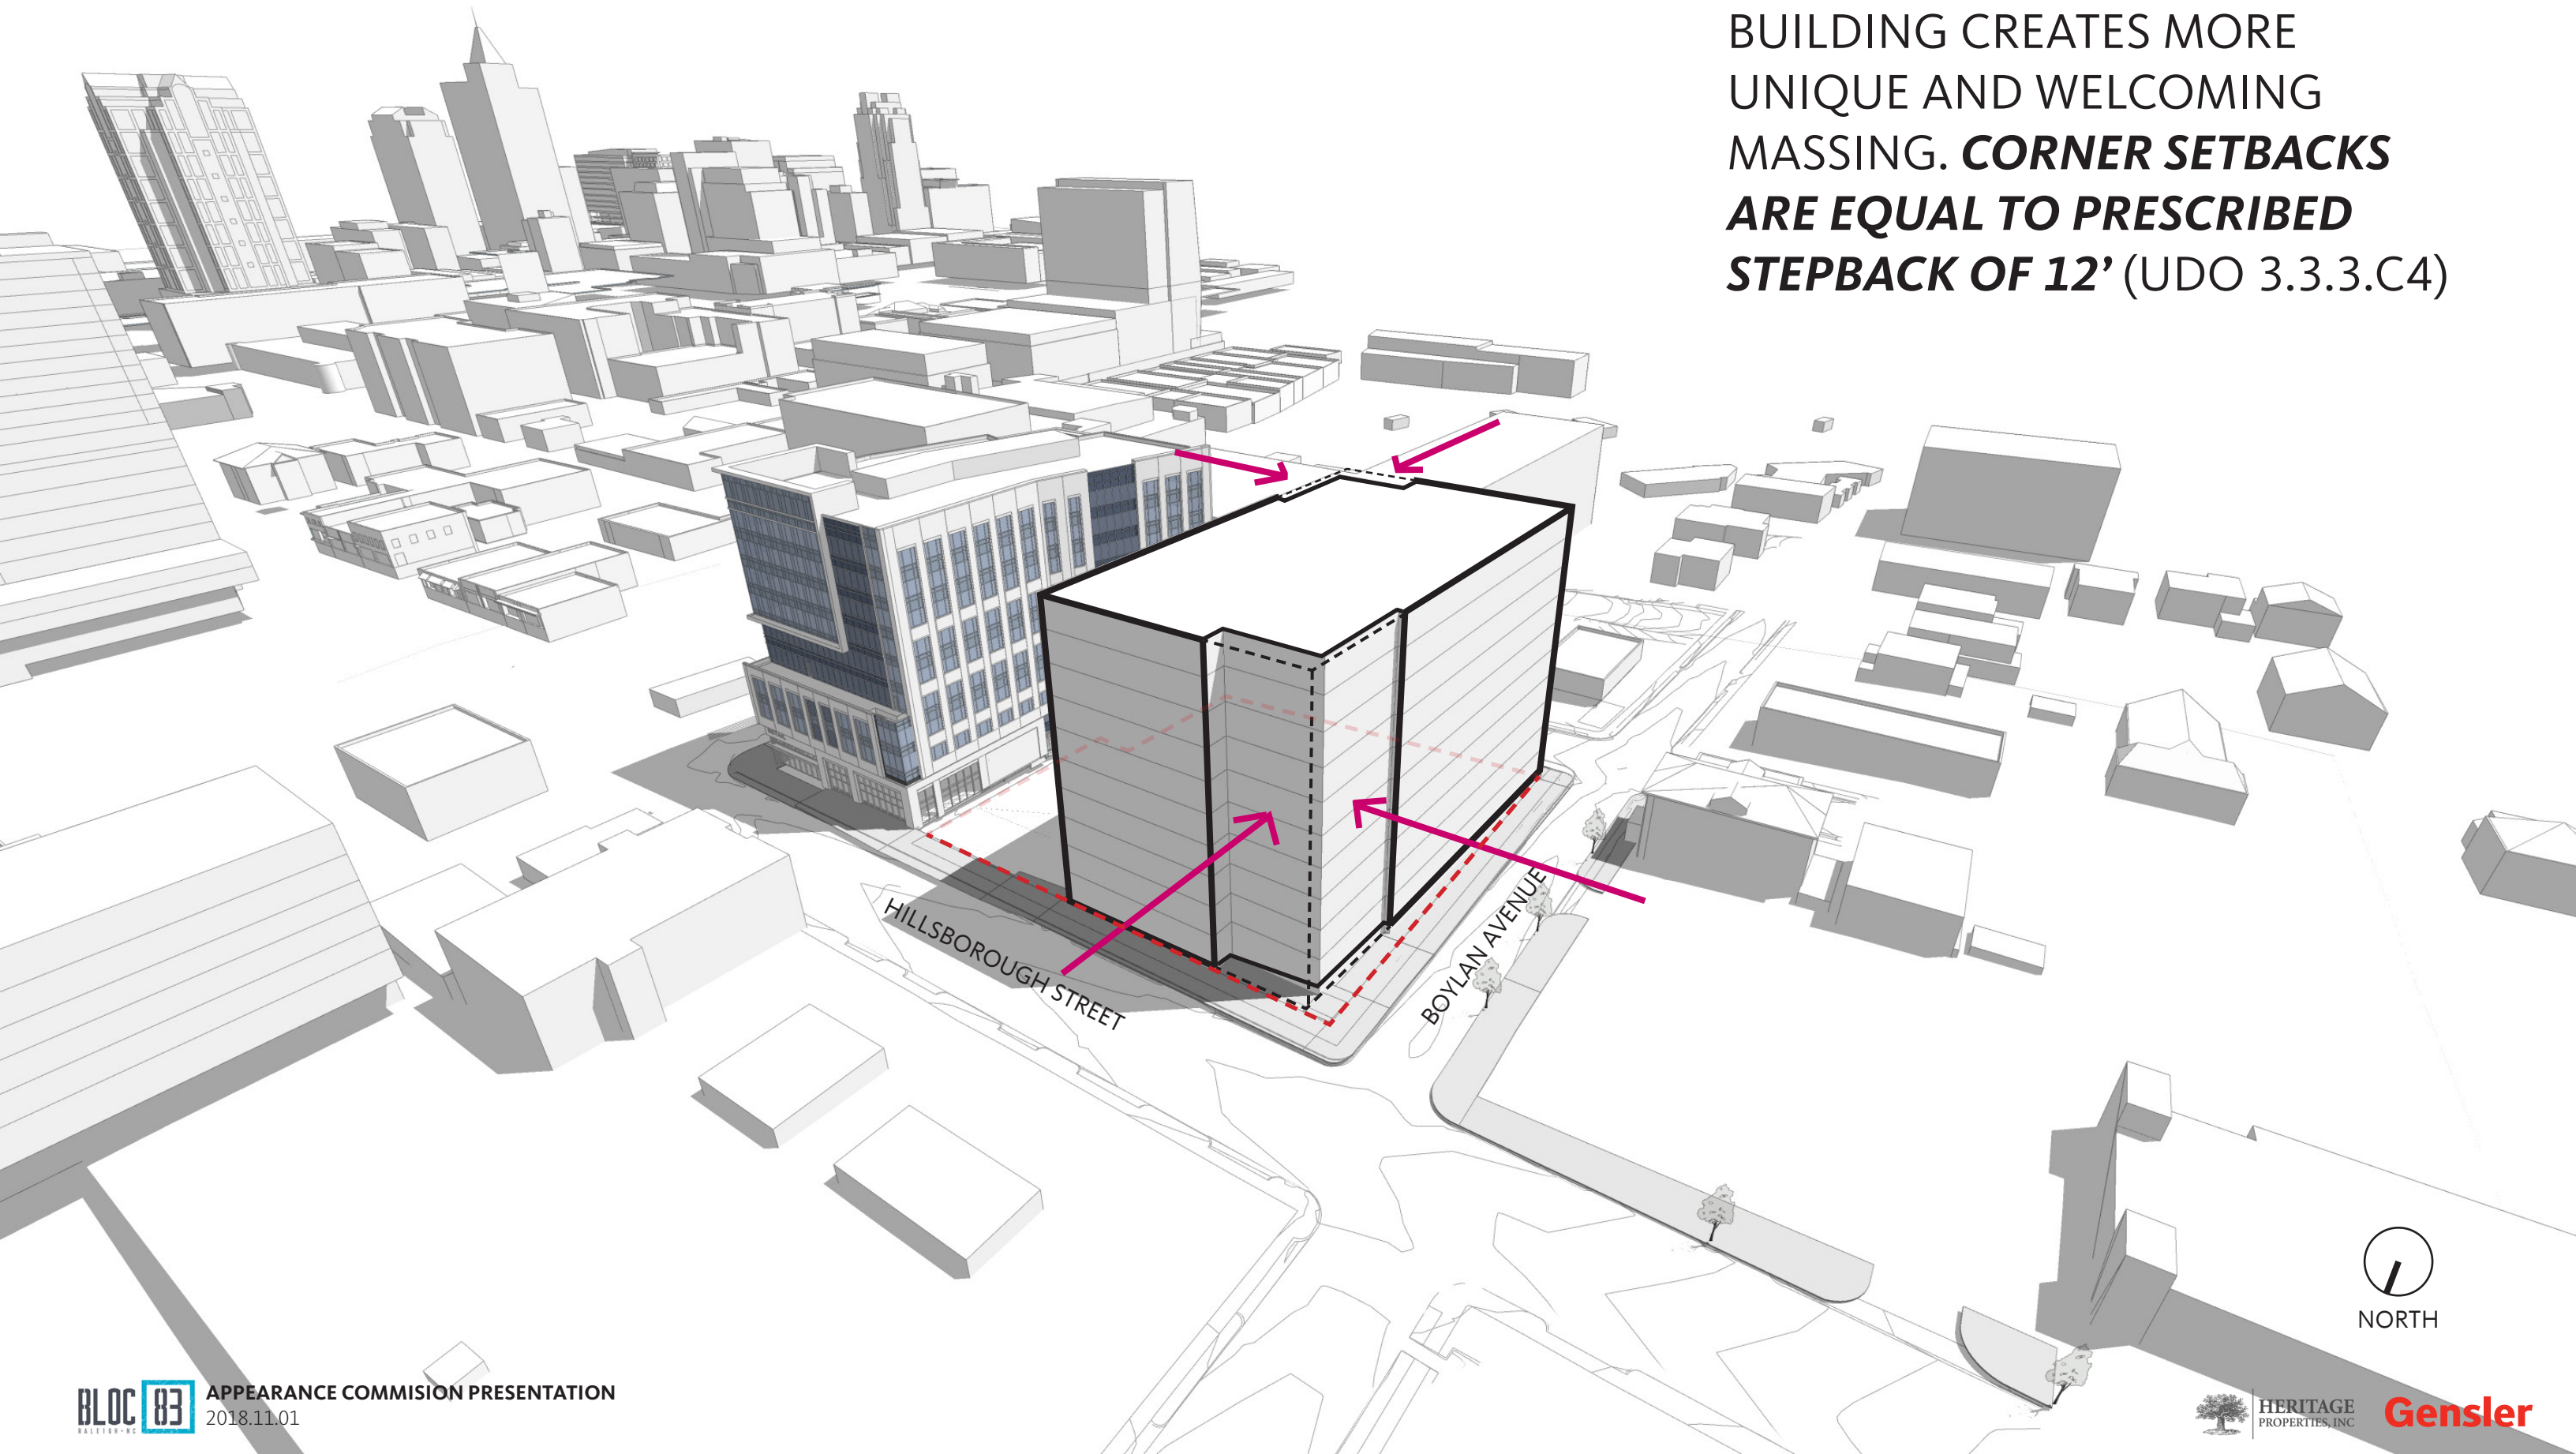 BUILDING CREATES MORE
UNIQUE AND WELCOMING
MASSING. CORNER SETBACKS
ARE EQUAL TO PRESCRIBED
STEPBACK OF 12’ (UDO 3.3.3.C4)
HILLSBOROUGH STREET
BOYLAN AVENUE
NORTH
BLOC 83
RALEIGH·NC
APPEARANCE COMMISION PRESENTATION
2018.11.01
HERITAGE
PROPERTIES, INC
Gensler